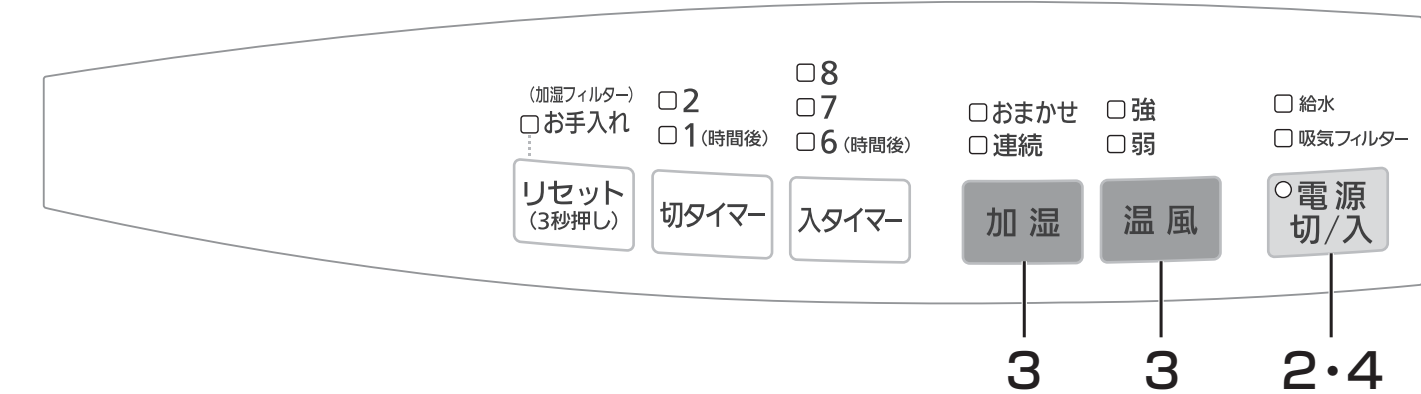 (加湿フィルター)
お手入れ
リセット
(3秒押し)
2
1(時間後)
切タイマー
8
7
6(時間後)
入タイマー
おまかせ
連続
加湿
強
弱
温風
給水
吸気フィルター
電源
切/入
3
3
2・4